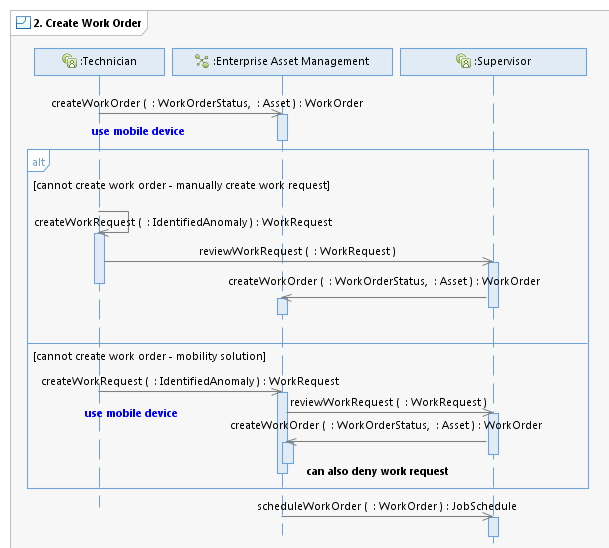 2. Create Work Order
:Technician
:Enterprise Asset Management
:Supervisor
createWorkOrder ( : WorkOrderStatus, : Asset ) : WorkOrder
use mobile device
alt
[cannot create work order - manually create work request]
createWorkRequest ( : IdentifiedAnomaly ) : WorkRequest
reviewWorkRequest ( : WorkRequest )
createWorkOrder ( : WorkOrderStatus, : Asset ) : WorkOrder
[cannot create work order - mobility solution]
createWorkRequest ( : IdentifiedAnomaly ) : WorkRequest
reviewWorkRequest ( : WorkRequest )
use mobile device
createWorkOrder ( : WorkOrderStatus, : Asset ) : WorkOrder
can also deny work request
scheduleWorkOrder ( : WorkOrder ) : JobSchedule